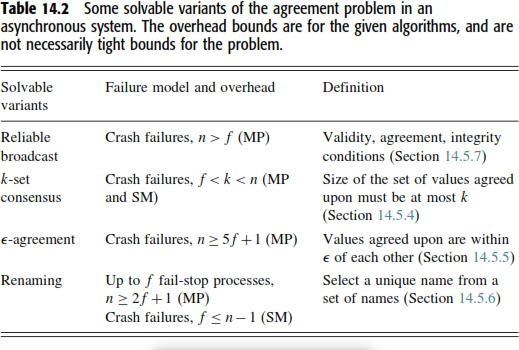 Table 14.2 Some solvable variants of the agreement problem in an
asynchronous system. The overhead bounds are for the given algorithms, and are
not necessarily tight bounds for the problem.
Solvable variants
Failure model and overhead
Definition
Reliable broadcast
Crash failures, n > f (MP)
Validity, agreement, integrity
conditions (Section 14.5.7)
k-set consensus
Crash failures, f < k < n (MP
and SM)
Size of the set of values agreed
upon must be at most k
(Section 14.5.4)
ϵ-agreement
Crash failures, n ≥ 5f + 1 (MP)
Values agreed upon are within
ϵ of each other (Section 14.5.5)
Renaming
Up to f fail-stop processes,
n ≥ 2f + 1 (MP)
Crash failures, f ≤ n − 1 (SM)
Select a unique name from a
set of names (Section 14.5.6)